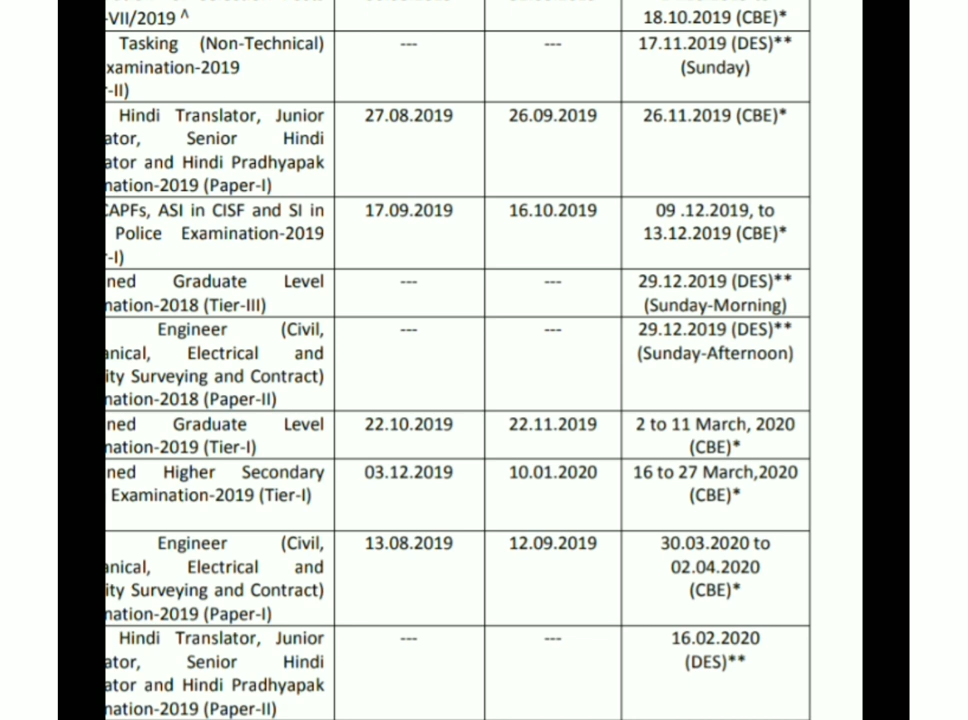 -VII/2019 ^ 18.10.2019 (CBE)*
Tasking (Non-Technical) --- --- 17.11.2019 (DES)**
xamination-2019 (Sunday)
-II)
Hindi Translator, Junior 27.08.2019 26.09.2019 26.11.2019 (CBE)*
ator, Senior Hindi
ator and Hindi Pradhyapak
nation-2019 (Paper-I)
CAPFs, ASI in CISF and SI in 17.09.2019 16.10.2019 09 .12.2019, to
Police Examination-2019 13.12.2019 (CBE)*
-I)
ned Graduate Level --- --- 29.12.2019 (DES)**
nation-2018 (Tier-III) (Sunday-Morning)
Engineer (Civil, --- --- 29.12.2019 (DES)**
anical, Electrical and (Sunday-Afternoon)
ity Surveying and Contract)
nation-2018 (Paper-II)
ned Graduate Level 22.10.2019 22.11.2019 2 to 11 March, 2020
nation-2019 (Tier-I) (CBE)*
ned Higher Secondary 03.12.2019 10.01.2020 16 to 27 March,2020
Examination-2019 (Tier-I) (CBE)*
Engineer (Civil, 13.08.2019 12.09.2019 30.03.2020 to
anical, Electrical and 02.04.2020
ity Surveying and Contract) (CBE)*
nation-2019 (Paper-I)
Hindi Translator, Junior --- --- 16.02.2020
ator, Senior Hindi (DES)**
ator and Hindi Pradhyapak
nation-2019 (Paper-II)